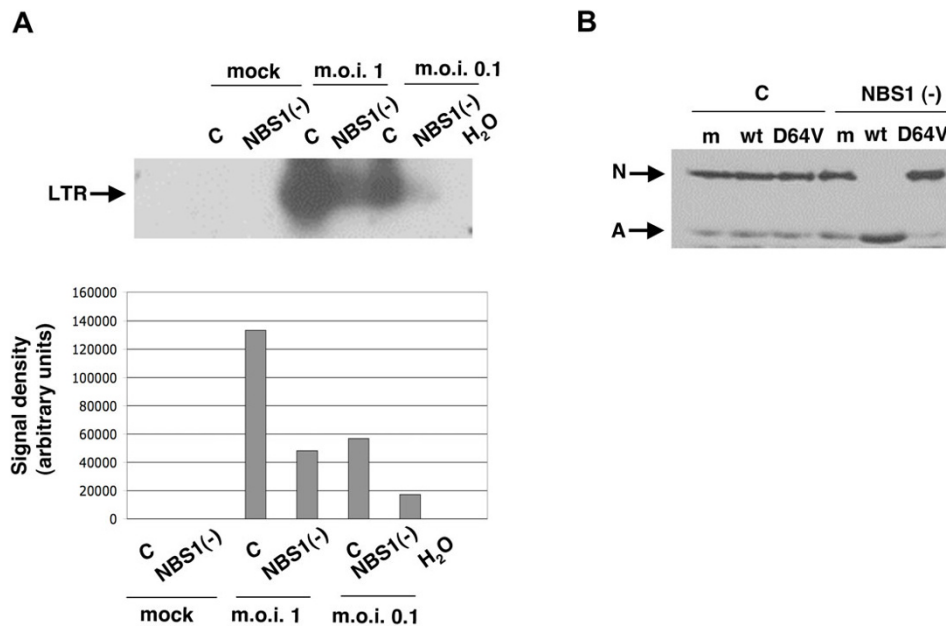 A
mock m.o.i. 1 m.o.i. 0.1
C NBS1(-) C NBS1(-) C NBS1(-) H₂O
LTR
160000
140000
120000
100000
80000
60000
40000
20000
0
Signal density
(arbitrary units)
C NBS1(-) C NBS1(-) C NBS1(-) H₂O
mock m.o.i. 1 m.o.i. 0.1
B
C NBS1 (-)
m wt D64V m wt D64V
N
A